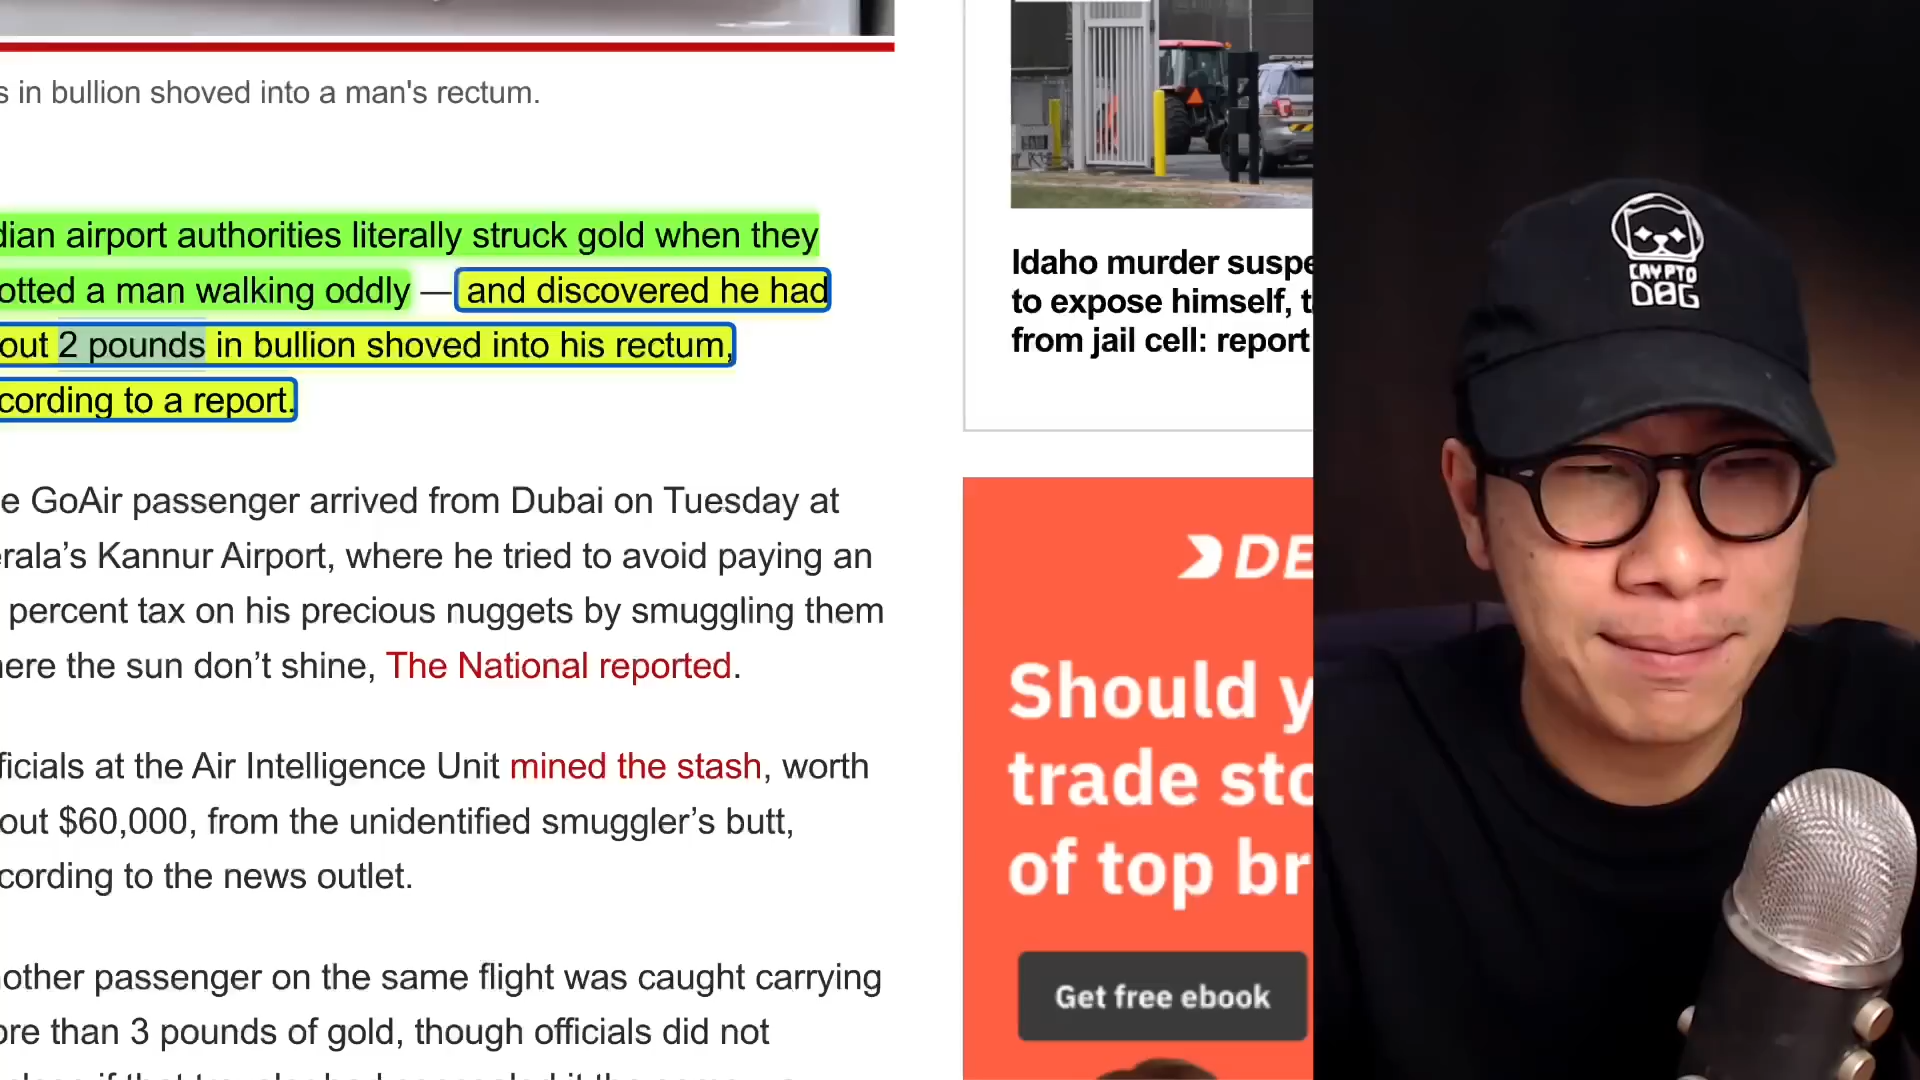 s in bullion shoved into a man's rectum.
dian airport authorities literally struck gold when they
otted a man walking oddly — and discovered he had
out 2 pounds in bullion shoved into his rectum,
cording to a report.
e GoAir passenger arrived from Dubai on Tuesday at
erala’s Kannur Airport, where he tried to avoid paying an
percent tax on his precious nuggets by smuggling them
here the sun don’t shine, The National reported.
ficials at the Air Intelligence Unit mined the stash, worth
out $60,000, from the unidentified smuggler’s butt,
cording to the news outlet.
nother passenger on the same flight was caught carrying
ore than 3 pounds of gold, though officials did not
Idaho murder suspe
to expose himself, t
from jail cell: report
DE
Should y
trade sto
of top br
Get free ebook
CRYPTO
DOG